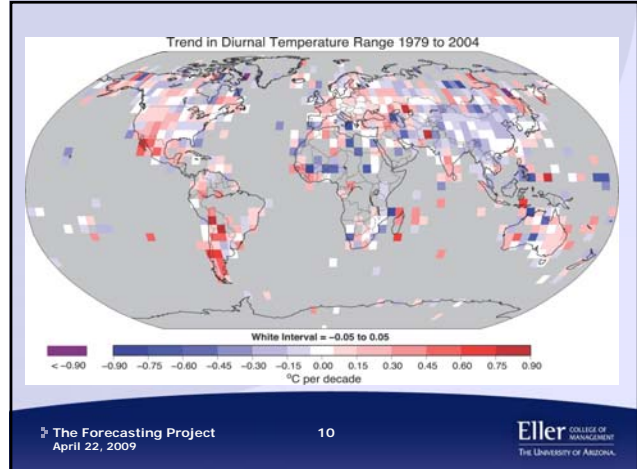 Trend in Diurnal Temperature Range 1979 to 2004
White Interval = −0.05 to 0.05
< −0.90 −0.90 −0.75 −0.60 −0.45 −0.30 −0.15 0.00 0.15 0.30 0.45 0.60 0.75 0.90
°C per decade
The Forecasting Project 10
April 22, 2009
Eller COLLEGE OF
MANAGEMENT
THE UNIVERSITY OF ARIZONA.